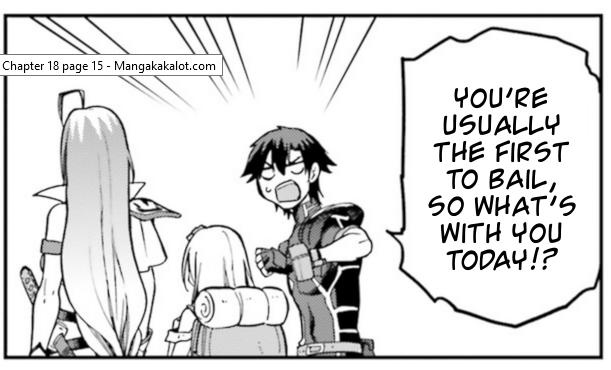 Chapter 18 page 15 - Mangakakalot.com
YOU'RE
USUALLY
THE FIRST
TO BAIL,
SO WHAT'S
WITH YOU
TODAY!?